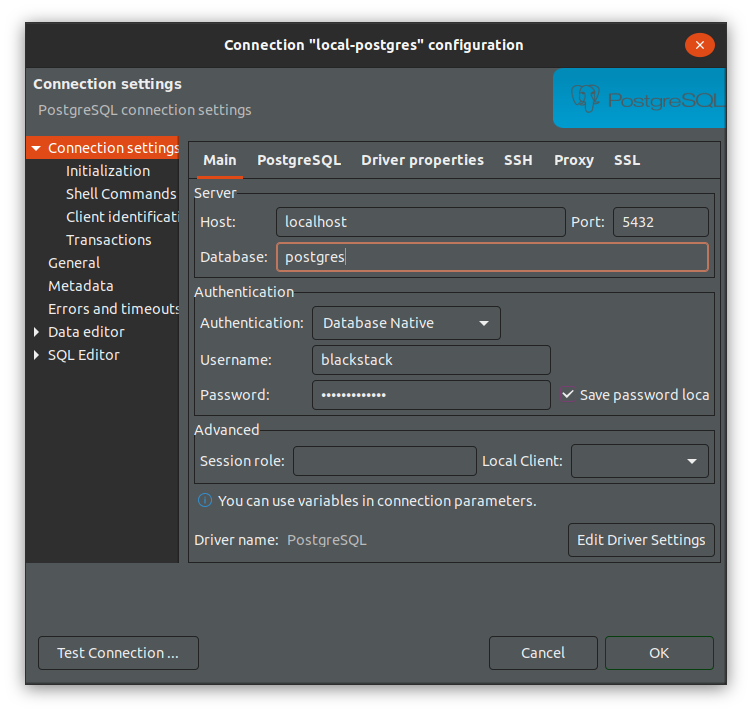 Connection "local-postgres" configuration
Connection settings
PostgreSQL connection settings
PostgreSQL
Connection settings
Initialization
Shell Commands
Client identificati
Transactions
General
Metadata
Errors and timeouts
Data editor
SQL Editor
Main PostgreSQL Driver properties SSH Proxy SSL
Server
Host: localhost Port: 5432
Database: postgres
Authentication
Authentication: Database Native
Username: blackstack
Password: •••••••••••••
Save password loca
Advanced
Session role: Local Client:
You can use variables in connection parameters.
Driver name: PostgreSQL Edit Driver Settings
Test Connection ... Cancel OK